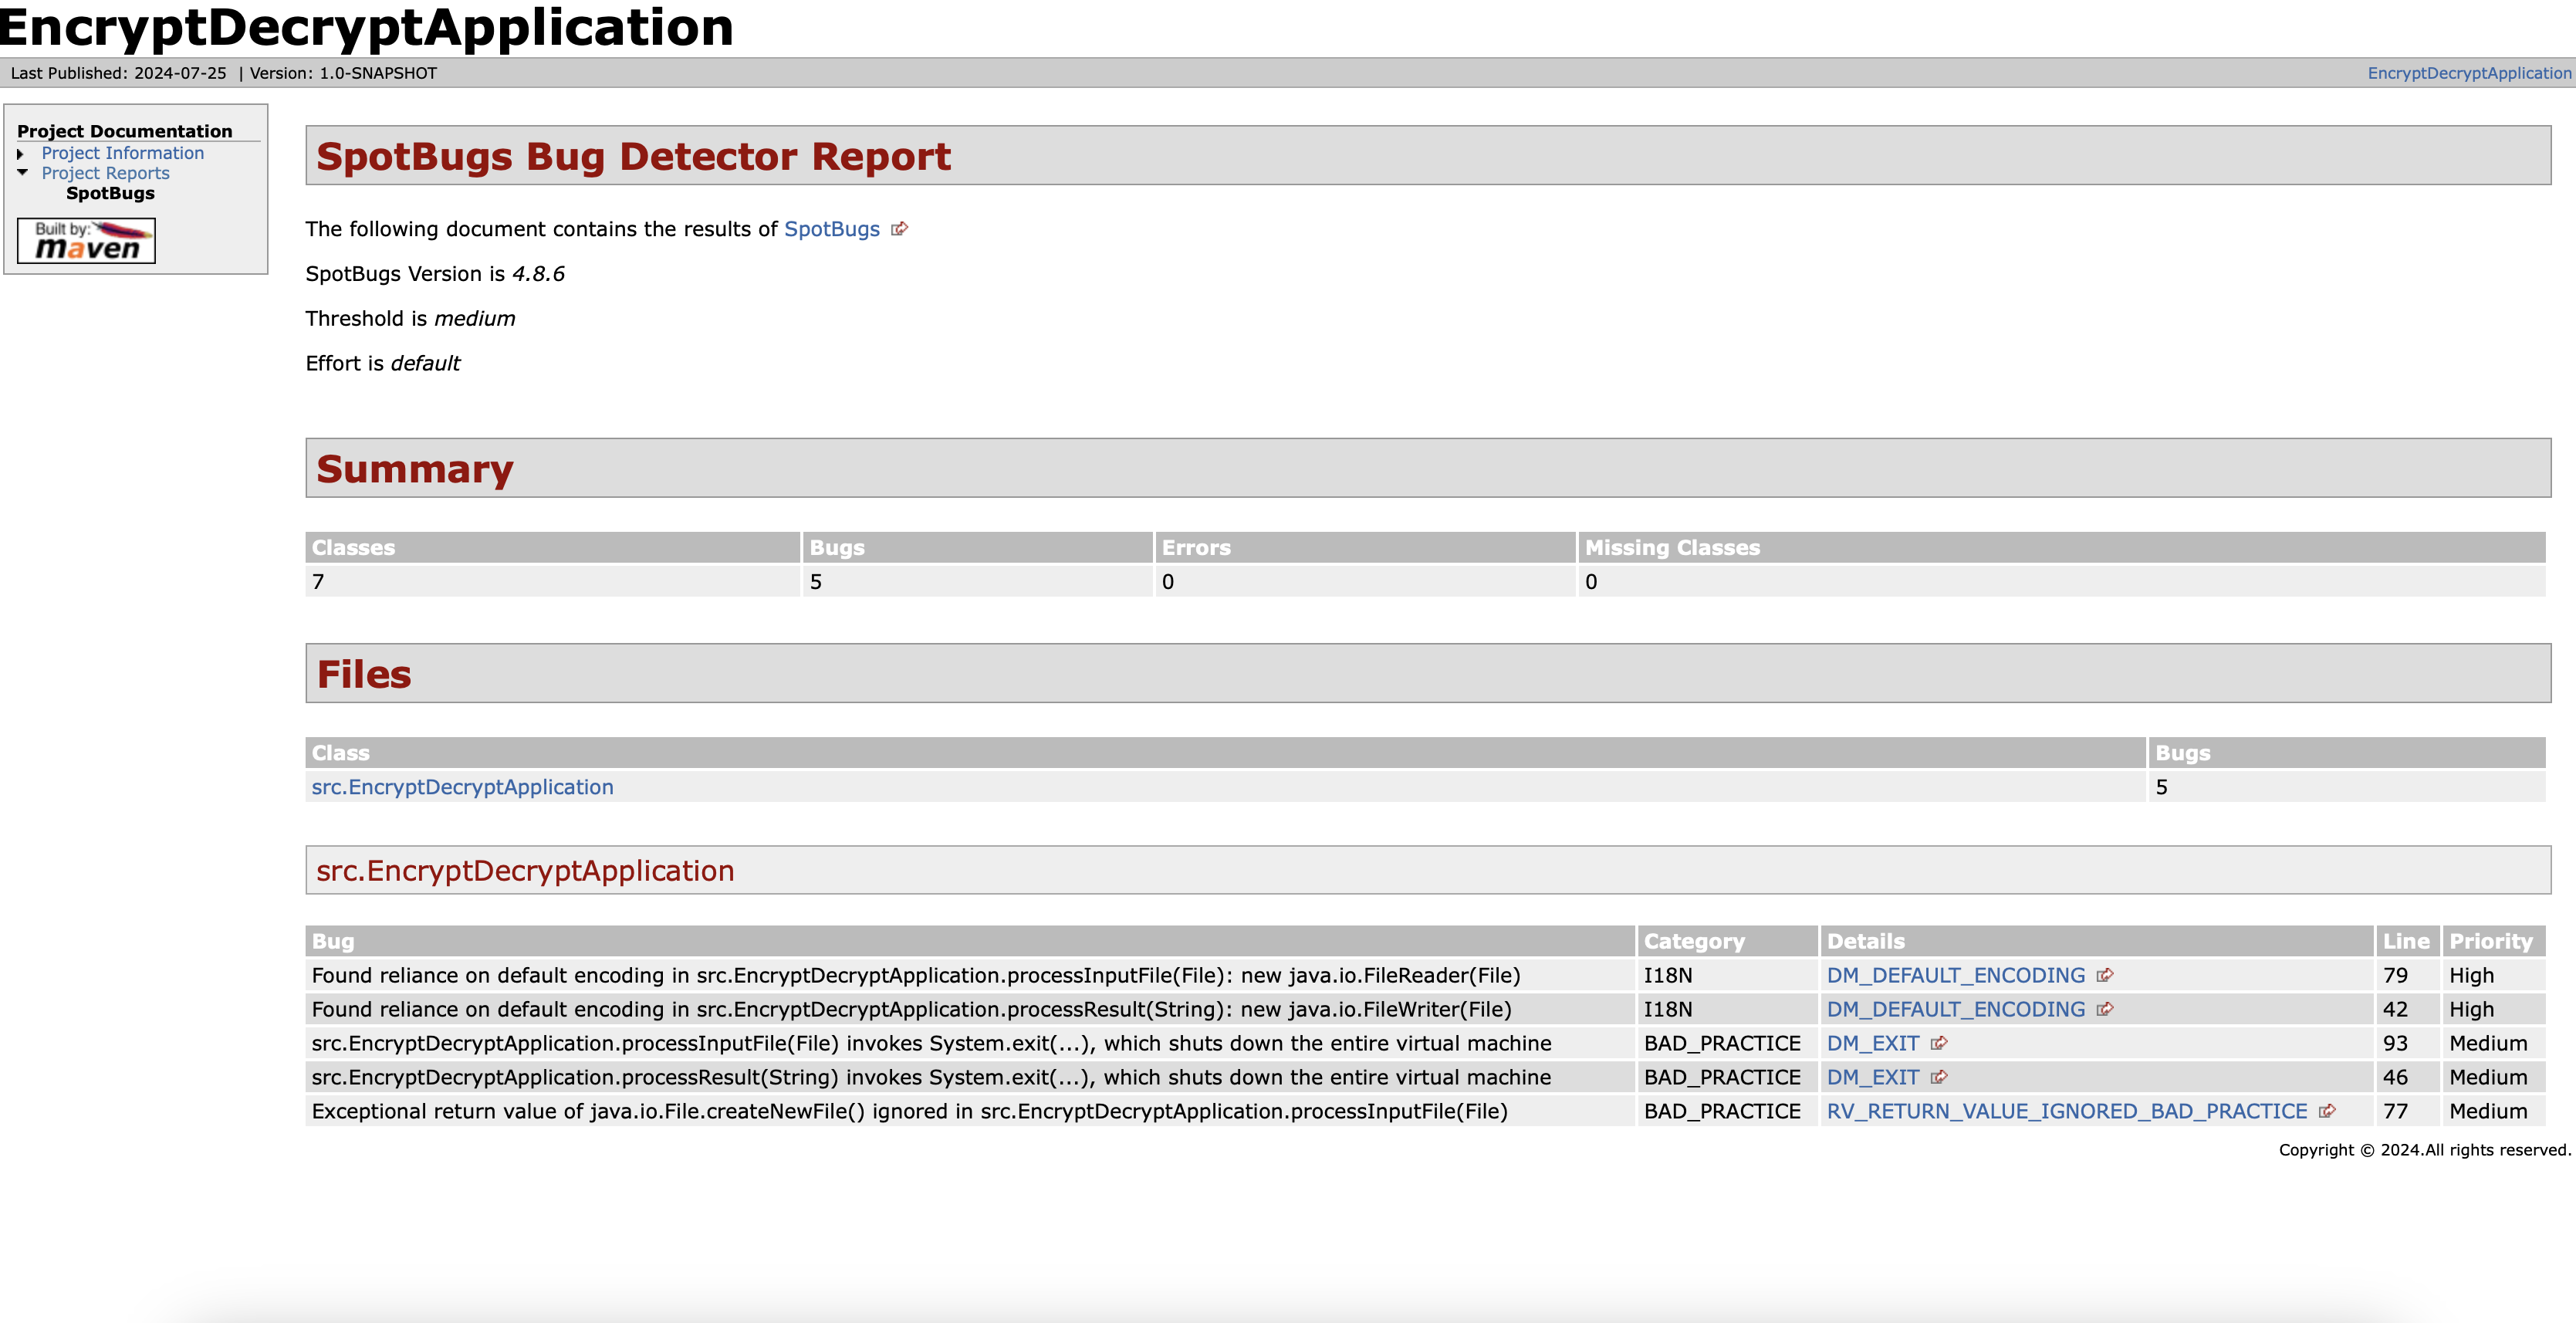 EncryptDecryptApplication
Last Published: 2024-07-25 | Version: 1.0-SNAPSHOT
EncryptDecryptApplication
Project Documentation
Project Information
Project Reports
SpotBugs
Built by:
maven
SpotBugs Bug Detector Report
The following document contains the results of SpotBugs
SpotBugs Version is 4.8.6
Threshold is medium
Effort is default
Summary
Classes Bugs Errors Missing Classes
7 5 0 0
Files
Class Bugs
src.EncryptDecryptApplication 5
src.EncryptDecryptApplication
Bug Category Details Line Priority
Found reliance on default encoding in src.EncryptDecryptApplication.processInputFile(File): new java.io.FileReader(File) I18N DM_DEFAULT_ENCODING 79 High
Found reliance on default encoding in src.EncryptDecryptApplication.processResult(String): new java.io.FileWriter(File) I18N DM_DEFAULT_ENCODING 42 High
src.EncryptDecryptApplication.processInputFile(File) invokes System.exit(...), which shuts down the entire virtual machine BAD_PRACTICE DM_EXIT 93 Medium
src.EncryptDecryptApplication.processResult(String) invokes System.exit(...), which shuts down the entire virtual machine BAD_PRACTICE DM_EXIT 46 Medium
Exceptional return value of java.io.File.createNewFile() ignored in src.EncryptDecryptApplication.processInputFile(File) BAD_PRACTICE RV_RETURN_VALUE_IGNORED_BAD_PRACTICE 77 Medium
Copyright © 2024.All rights reserved.